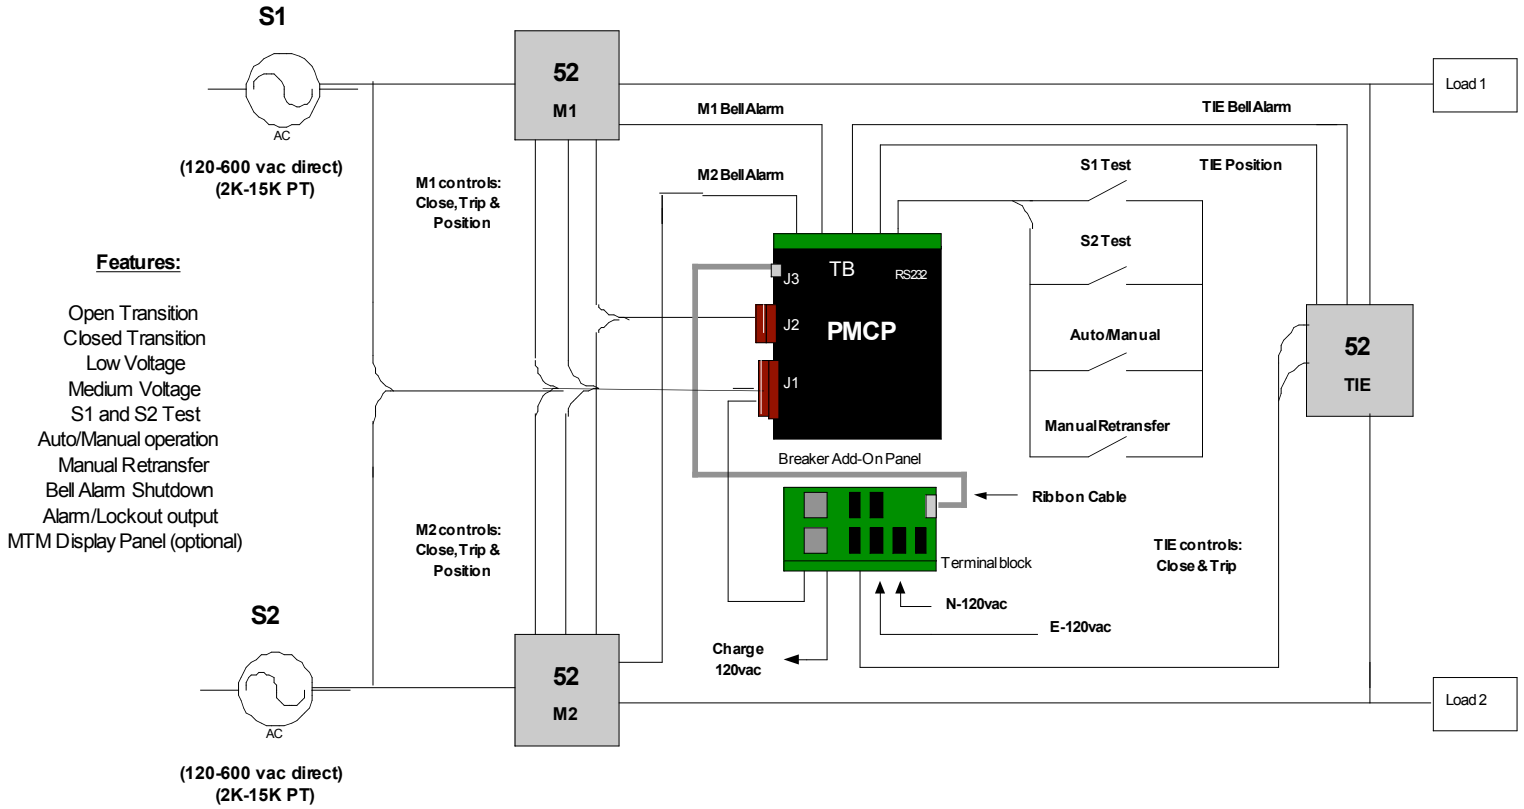 S1
52
M1
AC
(120-600 vac direct)
(2K-15K PT)
M1 Bell Alarm
TIE Bell Alarm
Load 1
M1 controls:
Close, Trip &
Position
M2 Bell Alarm
S1 Test
TIE Position
S2 Test
Features:
Open Transition
Closed Transition
Low Voltage
Medium Voltage
S1 and S2 Test
Auto/Manual operation
Manual Retransfer
Bell Alarm Shutdown
Alarm/Lockout output
MTM Display Panel (optional)
J3
TB
RS232
J2
PMCP
J1
Auto/Manual
Manual Retransfer
52
TIE
Breaker Add-On Panel
Ribbon Cable
M2 controls:
Close, Trip &
Position
TIE controls:
Close & Trip
Terminal block
N-120vac
E-120vac
Charge
120vac
S2
52
M2
AC
(120-600 vac direct)
(2K-15K PT)
Load 2